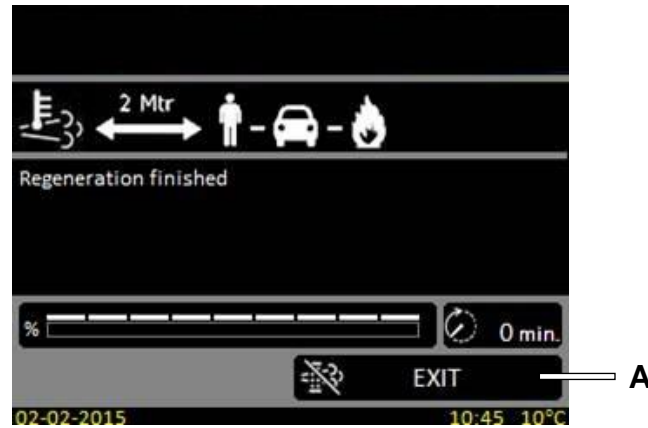 2 Mtr
Regeneration finished
% 0 min.
EXIT A
02-02-2015 10:45 10°C